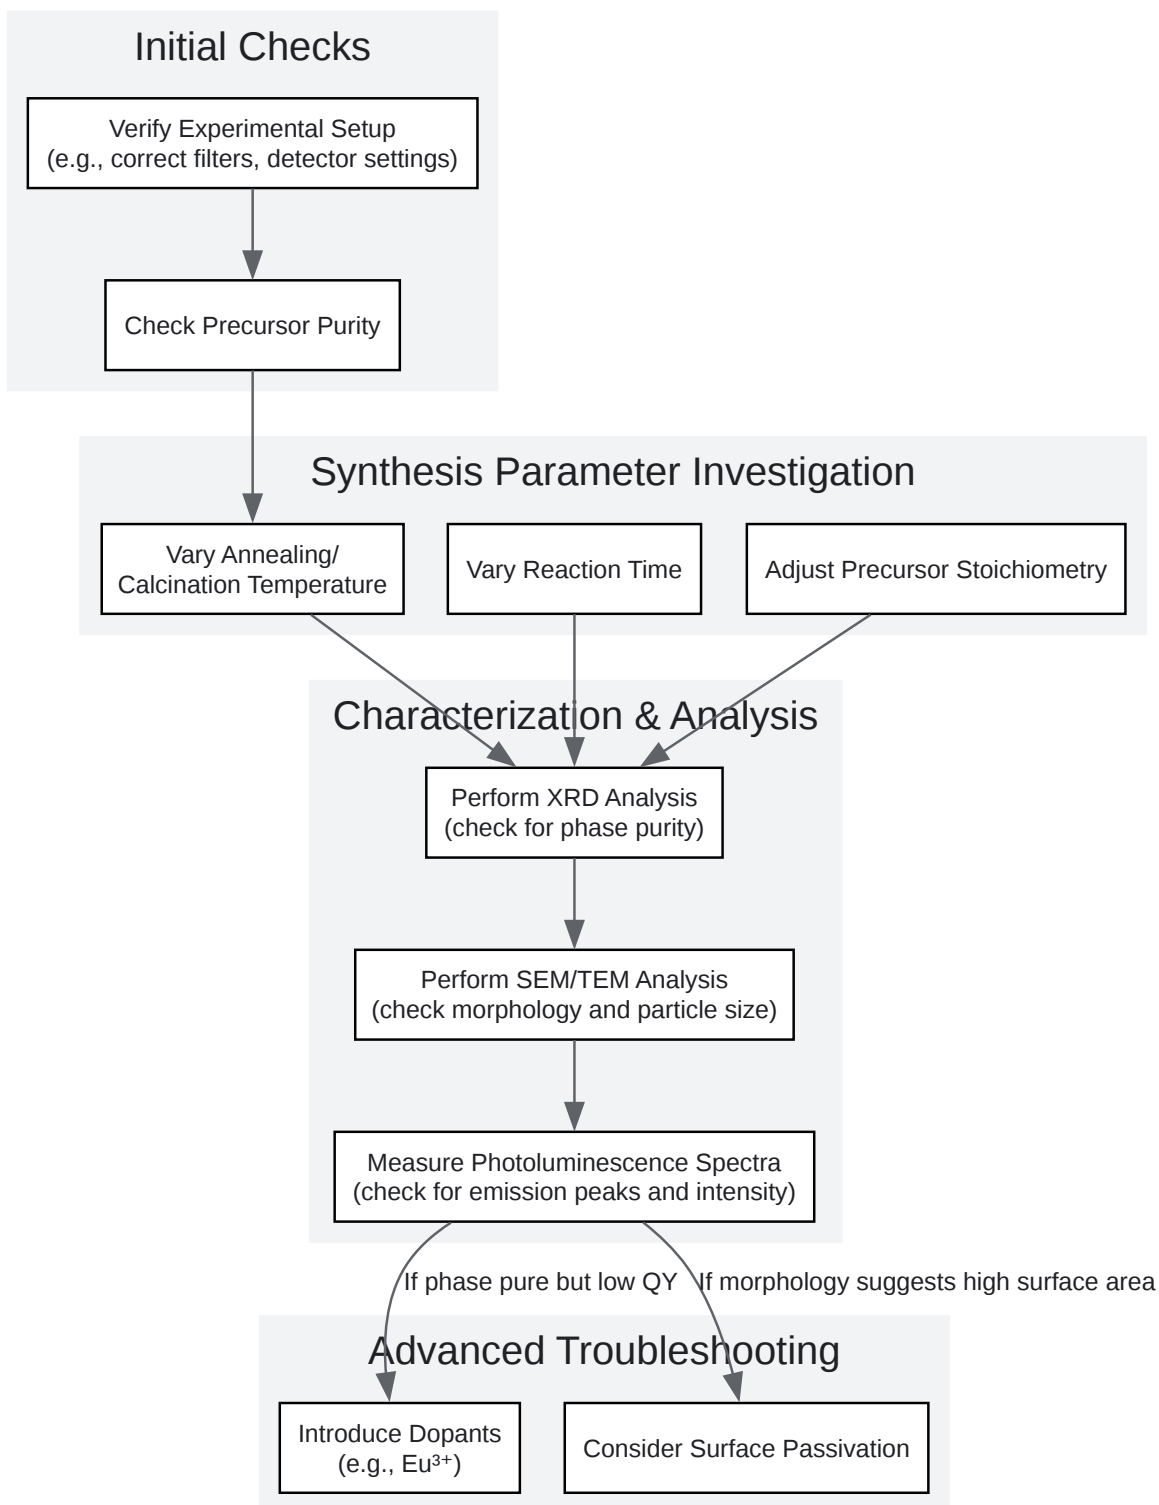 Initial Checks
Verify Experimental Setup
(e.g., correct filters, detector settings)
Check Precursor Purity
Synthesis Parameter Investigation
Vary Annealing/
Calcination Temperature
Vary Reaction Time
Adjust Precursor Stoichiometry
Characterization & Analysis
Perform XRD Analysis
(check for phase purity)
Perform SEM/TEM Analysis
(check morphology and particle size)
Measure Photoluminescence Spectra
(check for emission peaks and intensity)
If phase pure but low QY
If morphology suggests high surface area
Advanced Troubleshooting
Introduce Dopants
(e.g., Eu³⁺)
Consider Surface Passivation